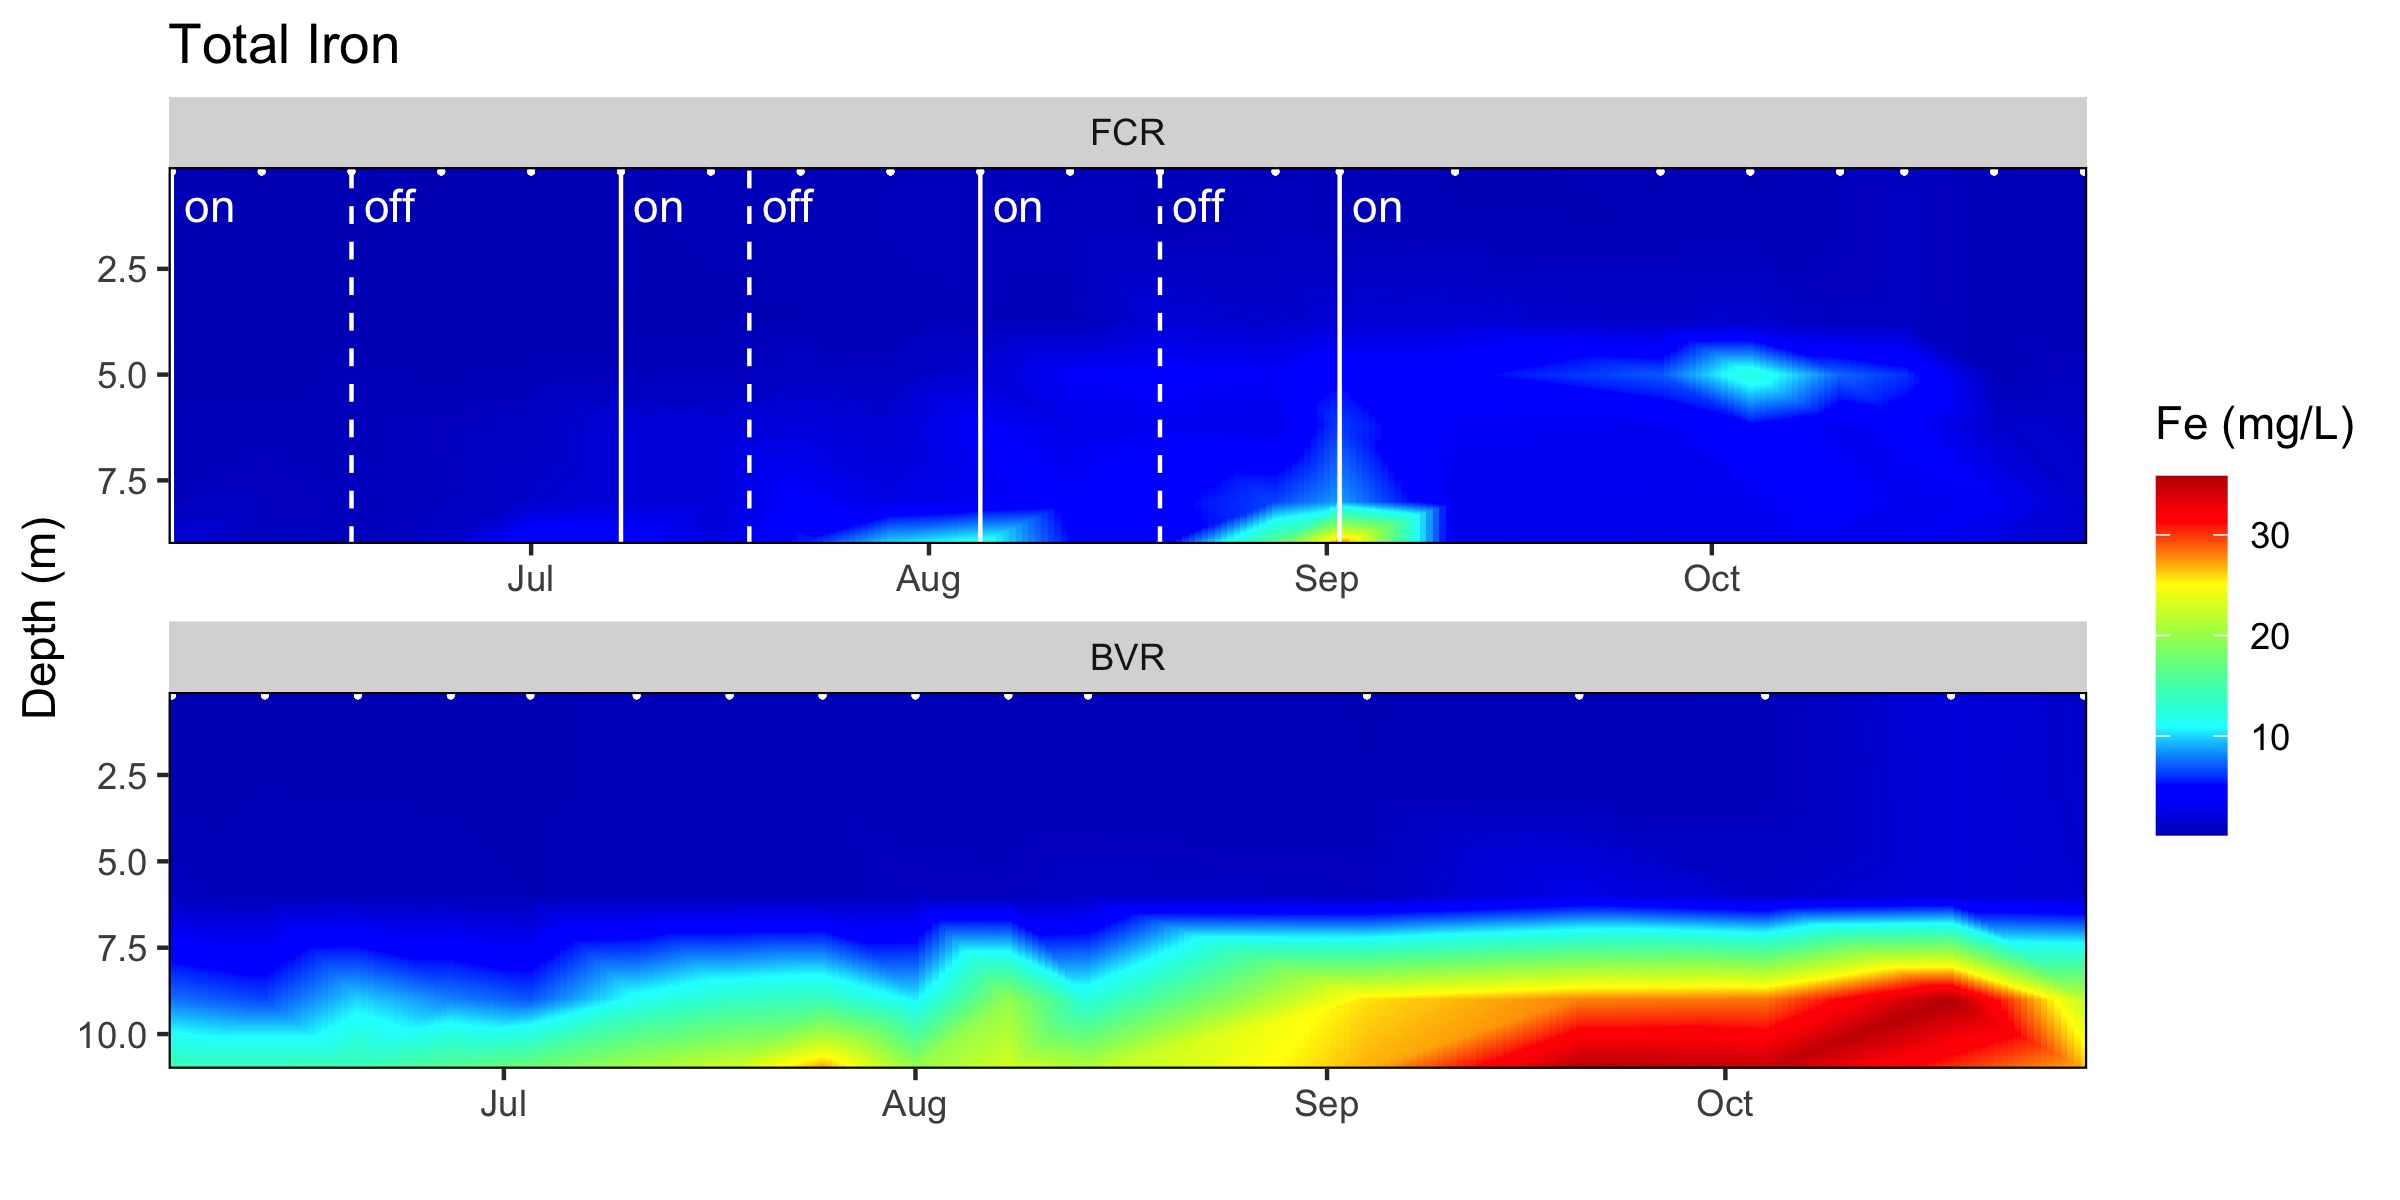 Total Iron
FCR
on off on off on off on
2.5
5.0
7.5
Jul Aug Sep Oct
BVR
2.5
5.0
7.5
10.0
Jul Aug Sep Oct
Depth (m)
Fe (mg/L)
30
20
10